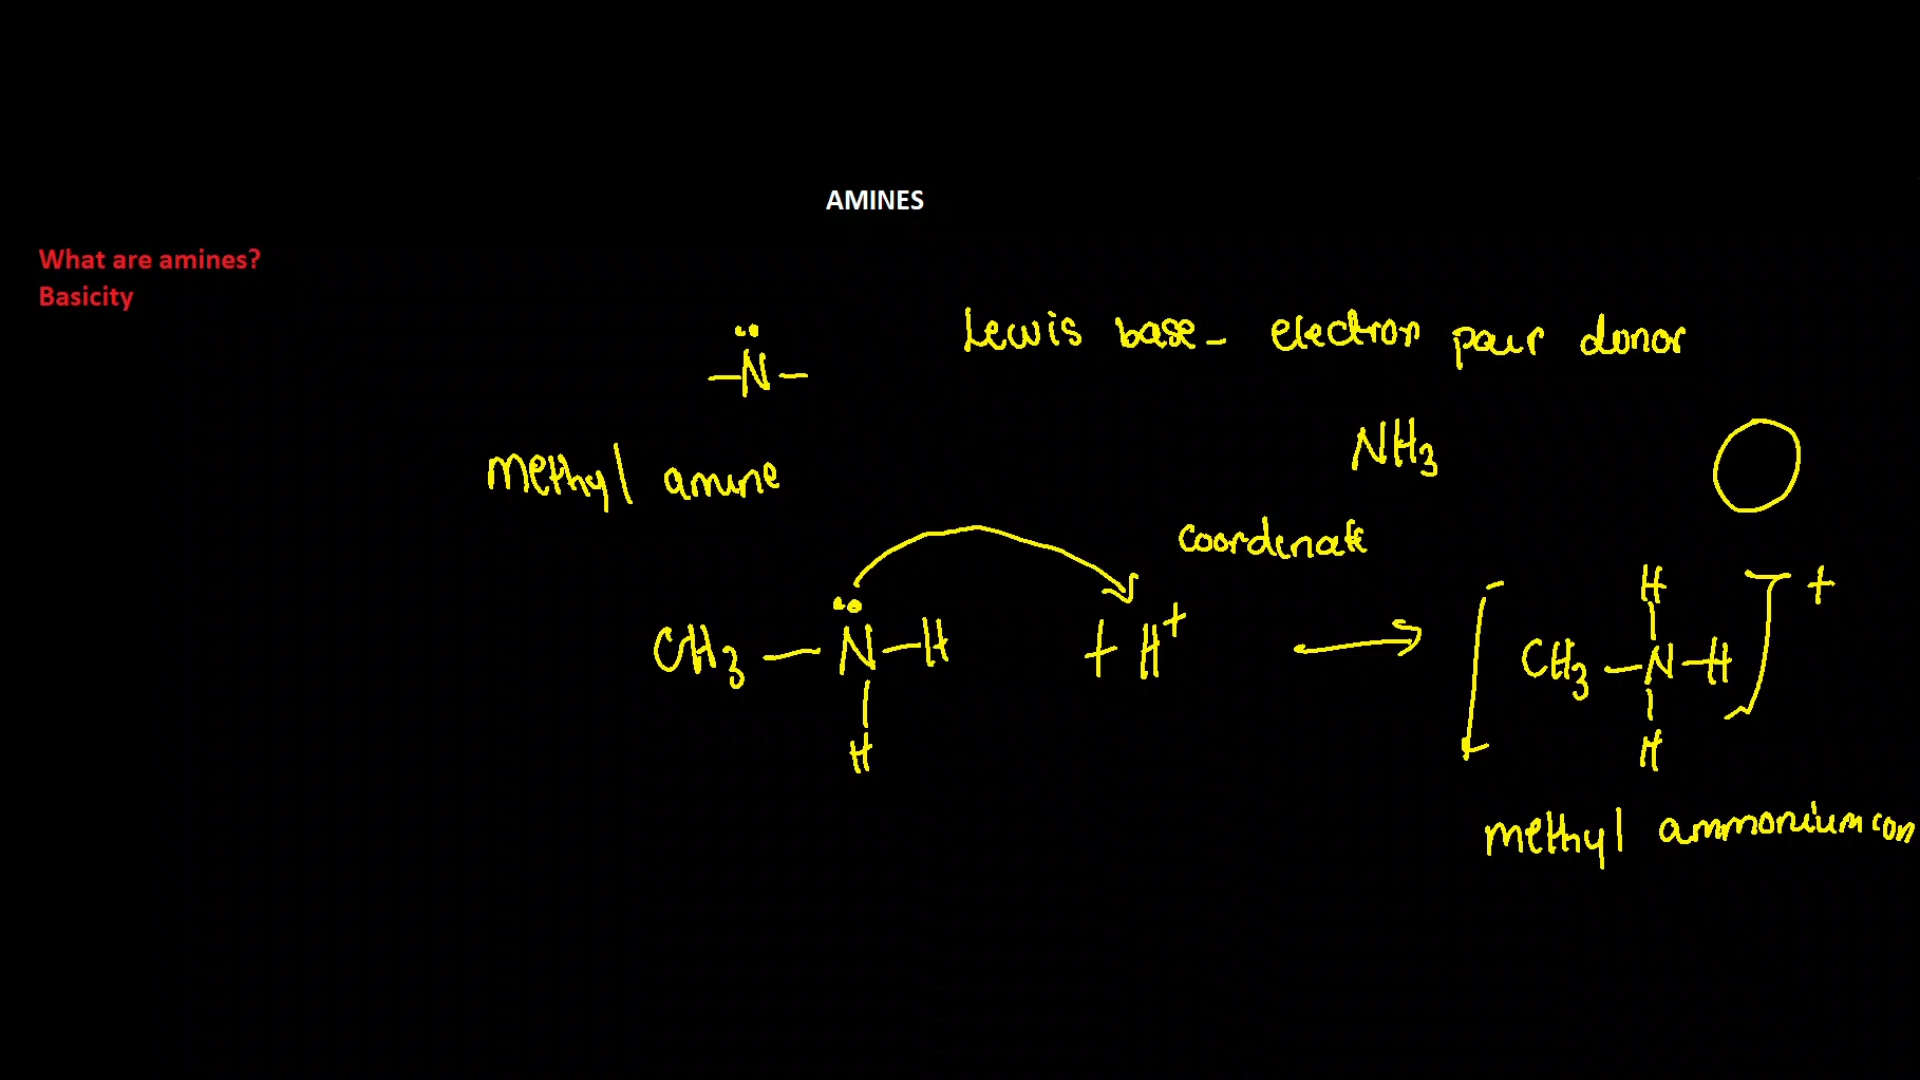 AMINES
What are amines?
Basicity
Lewis base - electron pair donor
-N̈-
NH3
methyl amine
coordinate
CH3 - N̈ - H + H+ → [CH3 - N - H]+
H
H
H
methyl ammonium ion